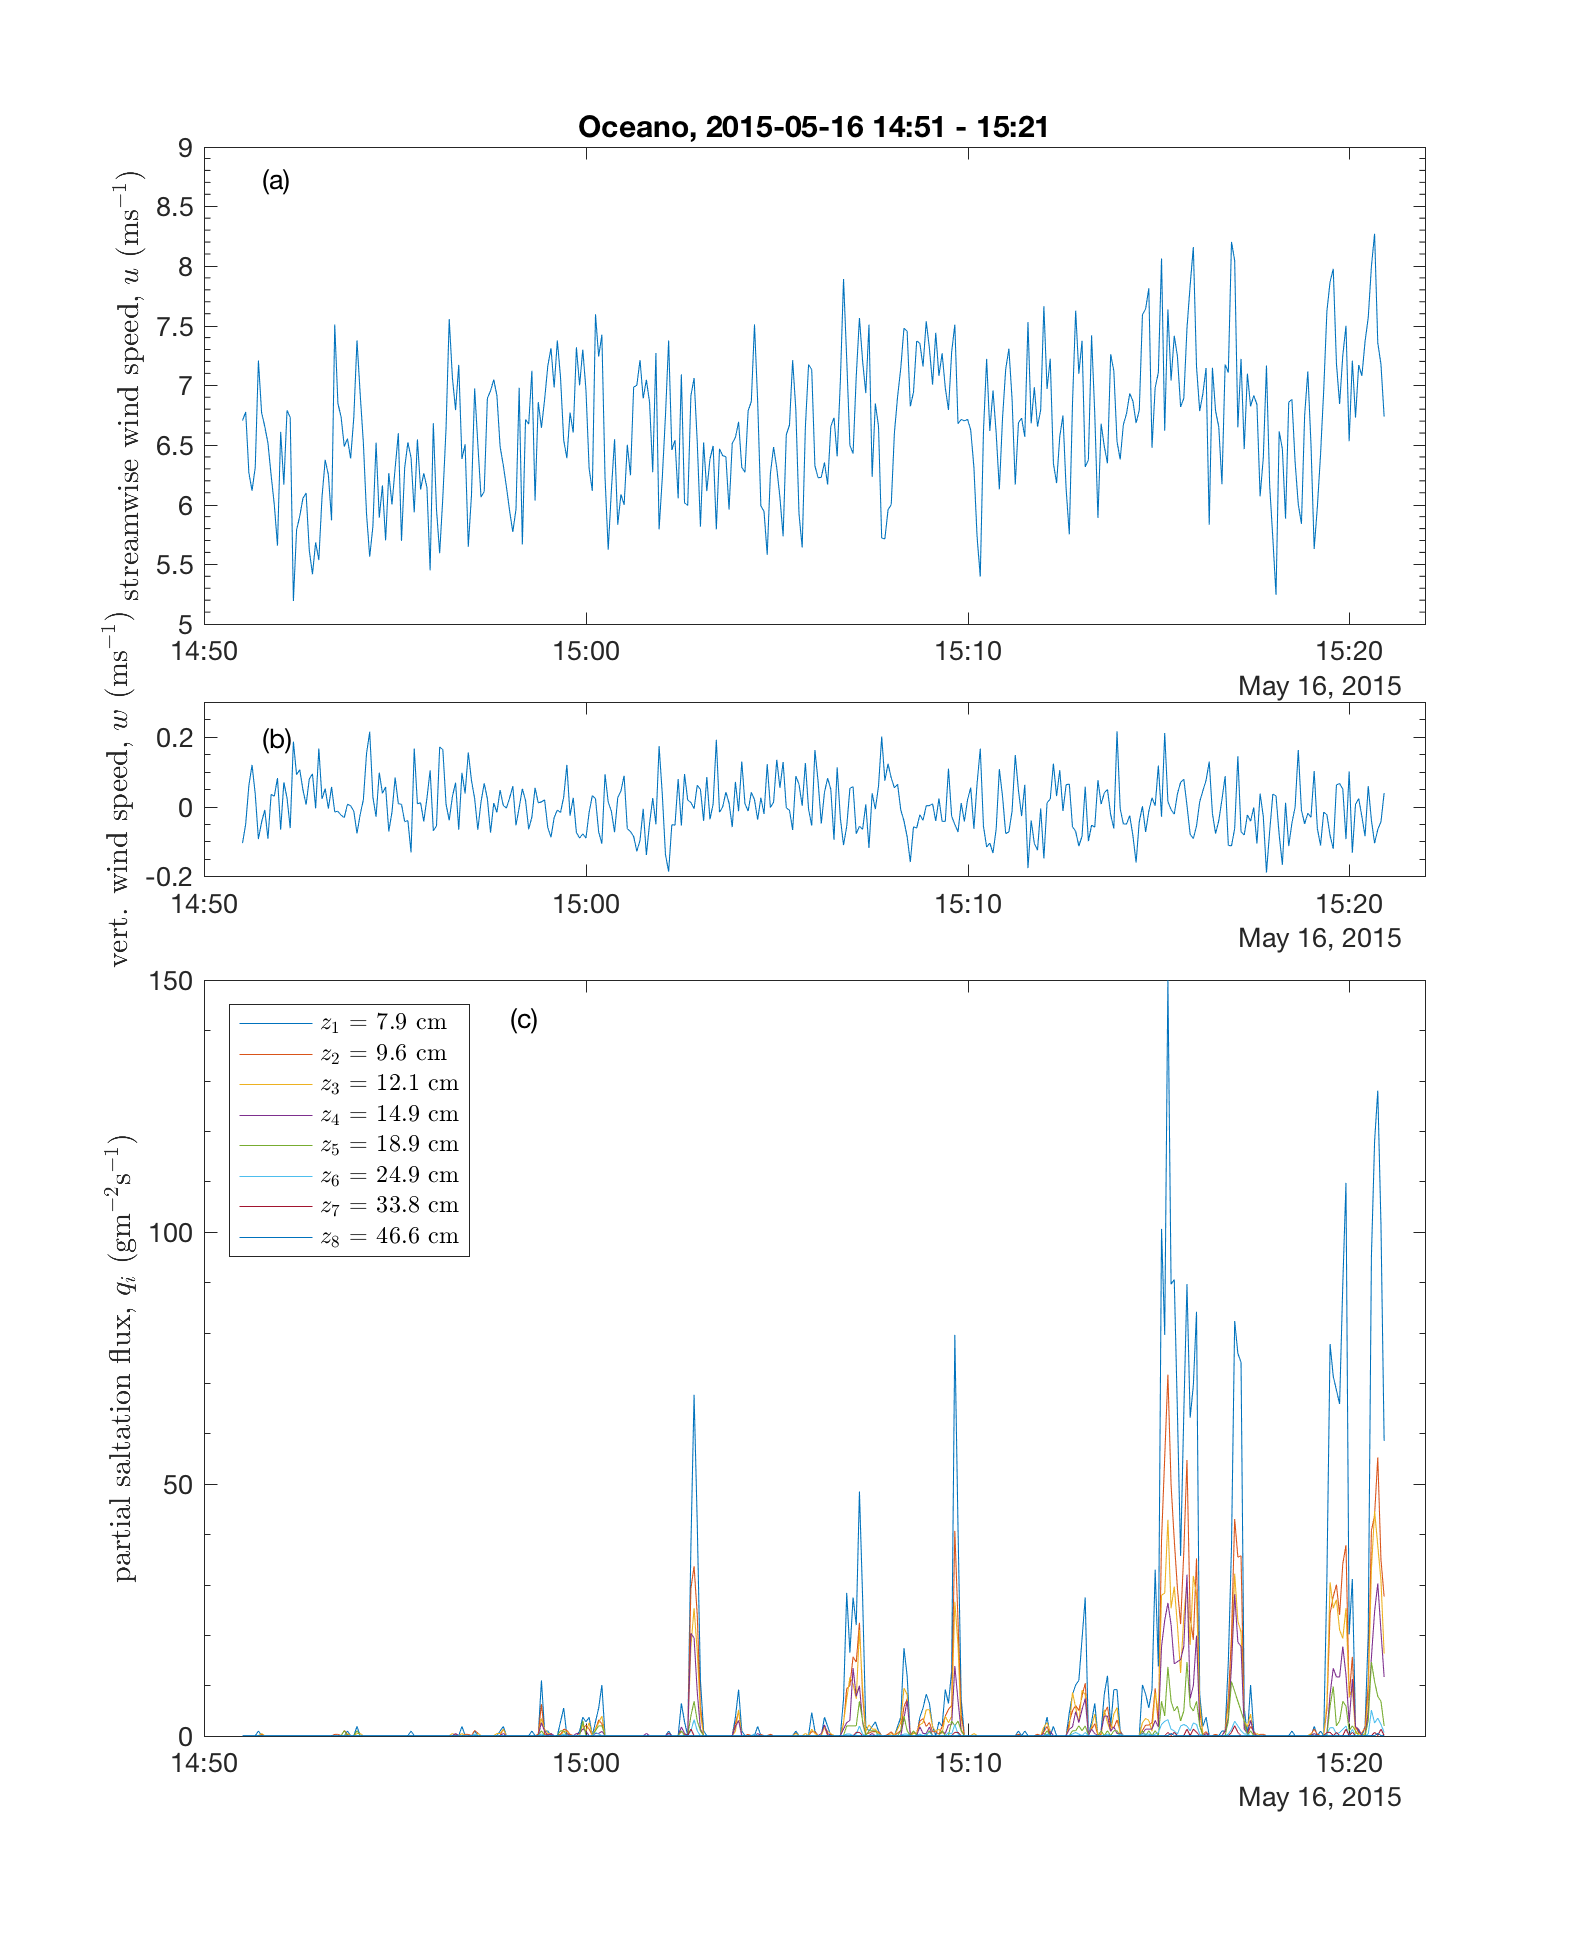 Oceano, 2015-05-16 14:51 - 15:21
(a)
streamwise wind speed, u (ms⁻¹)
9
8.5
8
7.5
7
6.5
6
5.5
5
14:50 15:00 15:10 15:20
May 16, 2015
(b)
vert. wind speed, w (ms⁻¹)
0.2
0
-0.2
14:50 15:00 15:10 15:20
May 16, 2015
(c)
partial saltation flux, qᵢ (gm⁻²s⁻¹)
150
100
50
0
z₁ = 7.9 cm
z₂ = 9.6 cm
z₃ = 12.1 cm
z₄ = 14.9 cm
z₅ = 18.9 cm
z₆ = 24.9 cm
z₇ = 33.8 cm
z₈ = 46.6 cm
14:50 15:00 15:10 15:20
May 16, 2015